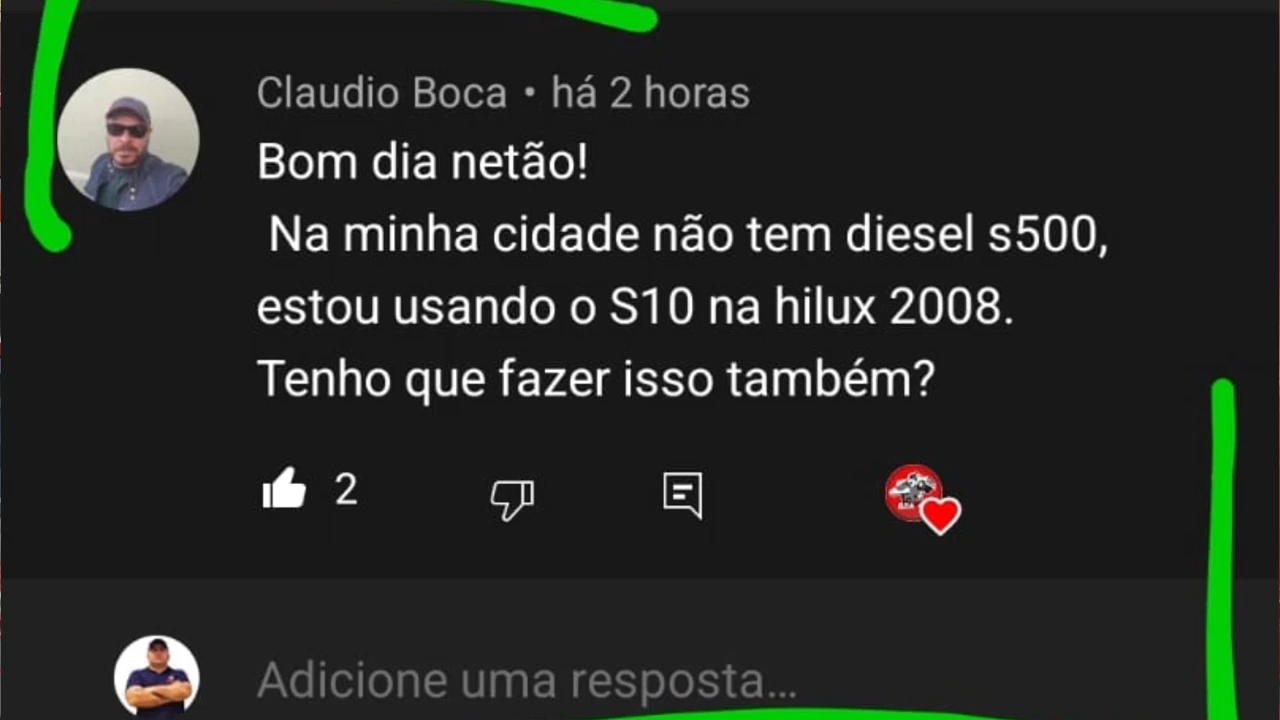 Claudio Boca • há 2 horas
Bom dia netão!
Na minha cidade não tem diesel s500,
estou usando o S10 na hilux 2008.
Tenho que fazer isso também?
2
Adicione uma resposta...